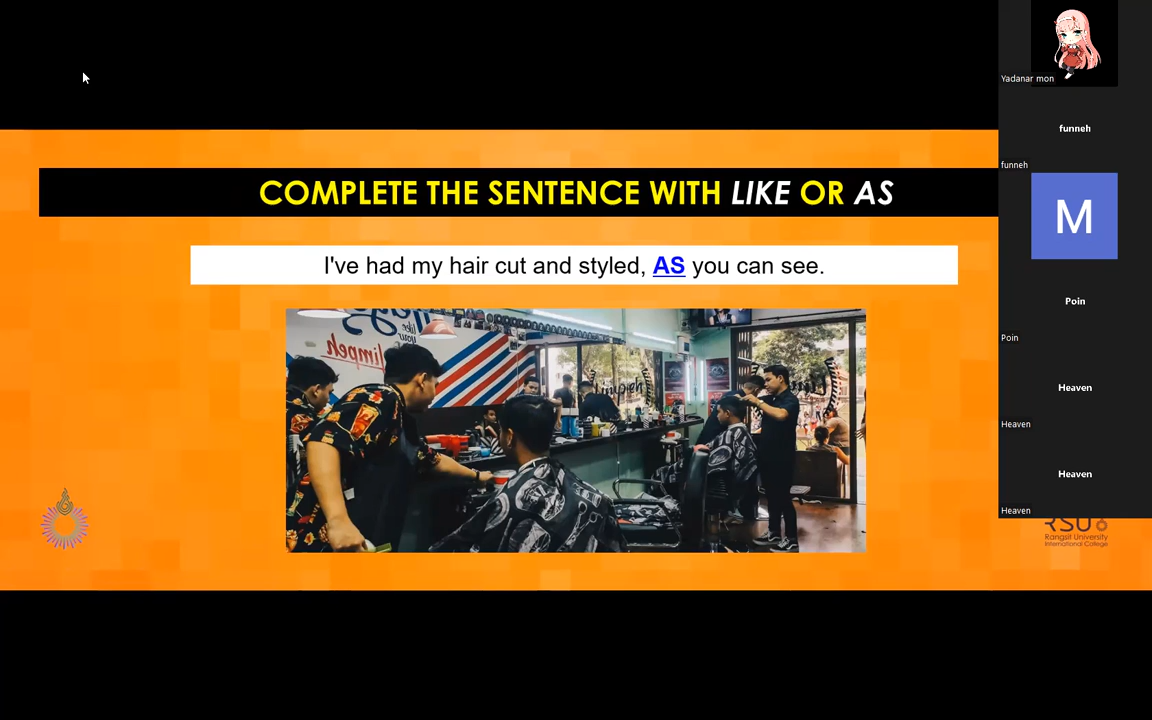 COMPLETE THE SENTENCE WITH LIKE OR AS
I've had my hair cut and styled, AS you can see.
Yadanar mon
funneh
funneh
M
Poin
Poin
Heaven
Heaven
Heaven
Heaven
RSU
Rangsit University
International College